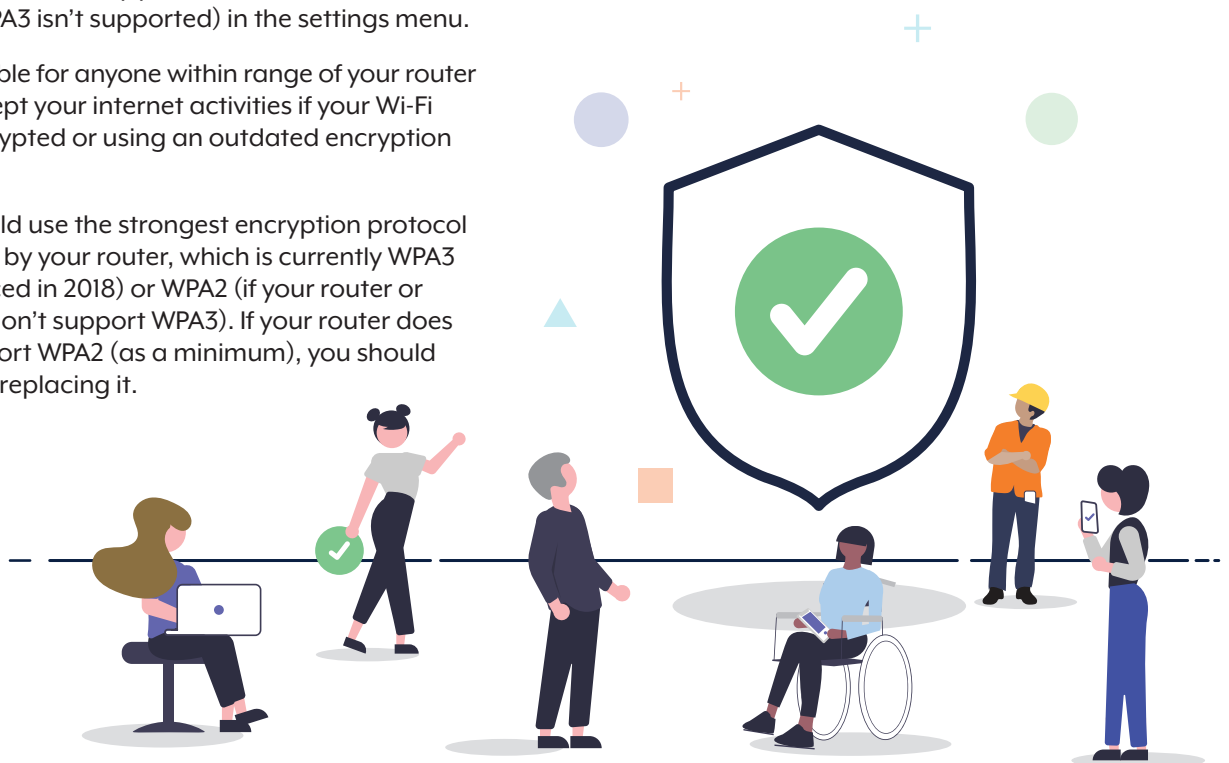 PA3 isn’t supported) in the settings menu.
ble for anyone within range of your router
ept your internet activities if your Wi-Fi
rypted or using an outdated encryption
ld use the strongest encryption protocol
by your router, which is currently WPA3
ced in 2018) or WPA2 (if your router or
on’t support WPA3). If your router does
ort WPA2 (as a minimum), you should
replacing it.